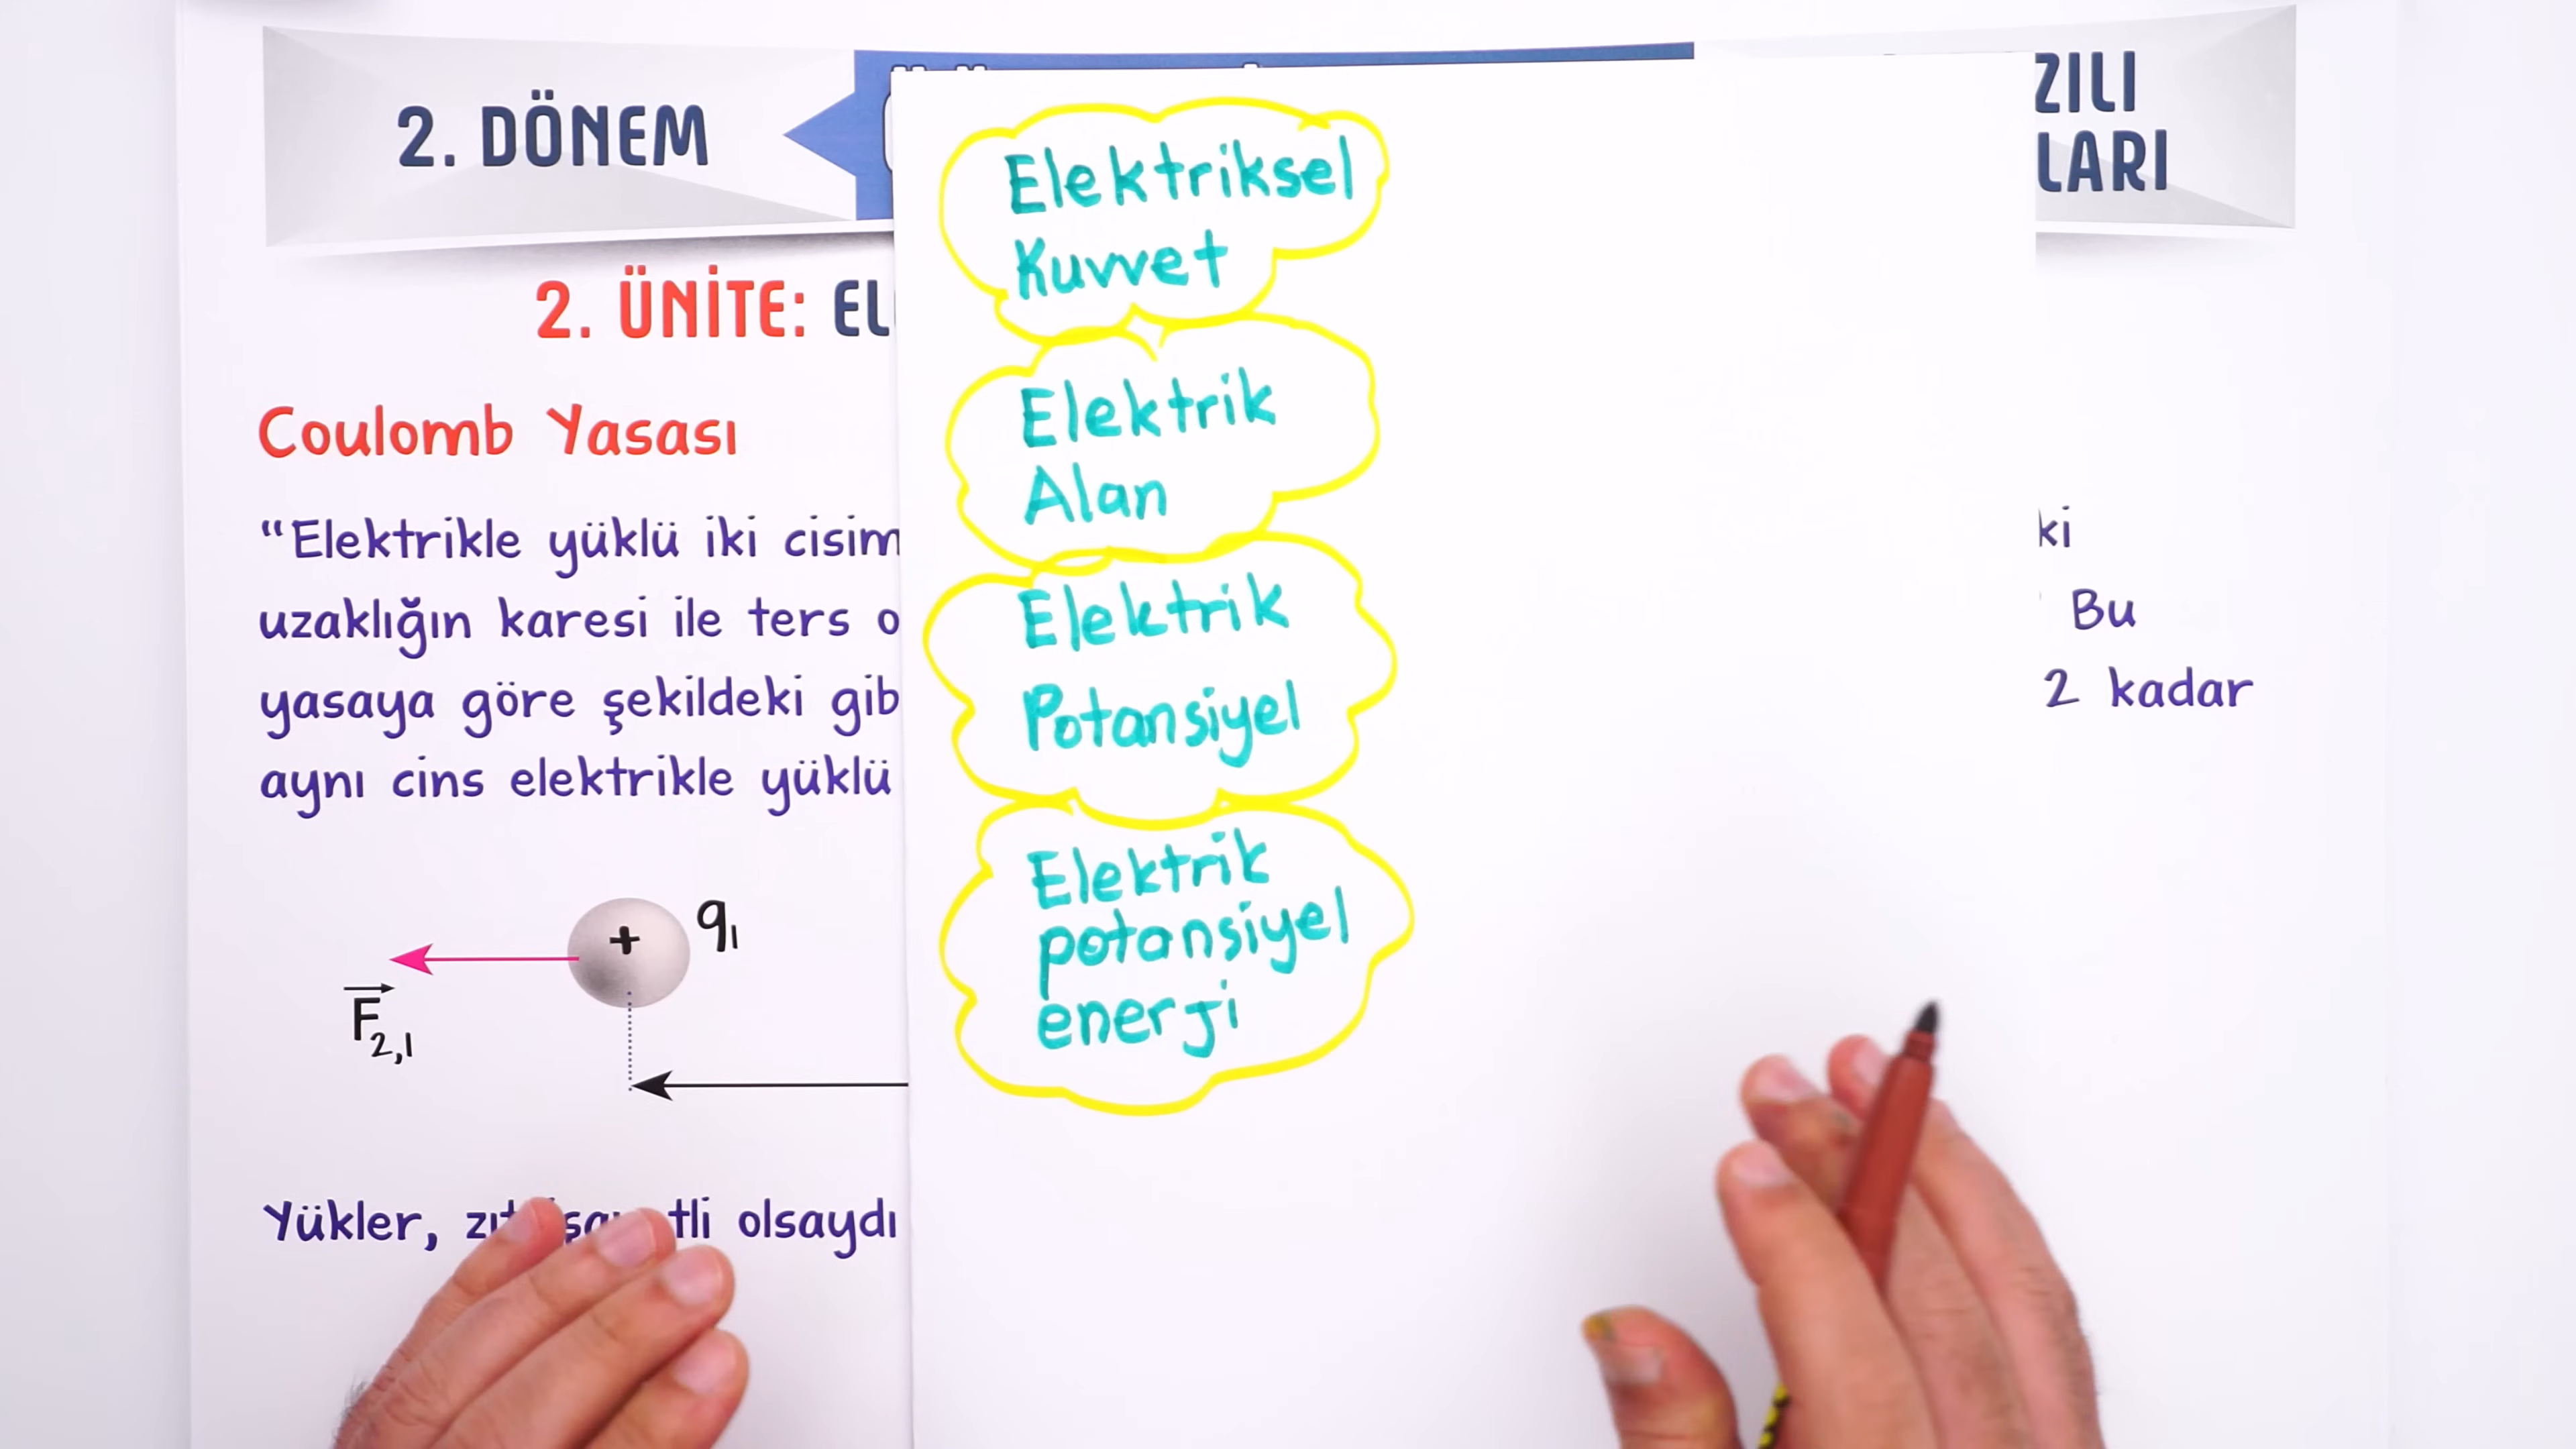 2. DÖNEM
ZILI
LARI
2. ÜNİTE: EL
Coulomb Yasası
"Elektrikle yüklü iki cisim
ki
uzaklığın karesi ile ters o
Bu
yasaya göre şekildeki gib
2 kadar
aynı cins elektrikle yüklü
+ q1
F2,1
Yükler, olsaydı
Elektriksel
Kuvvet
Elektrik
Alan
Elektrik
Potansiyel
Elektrik
potansiyel
enerji